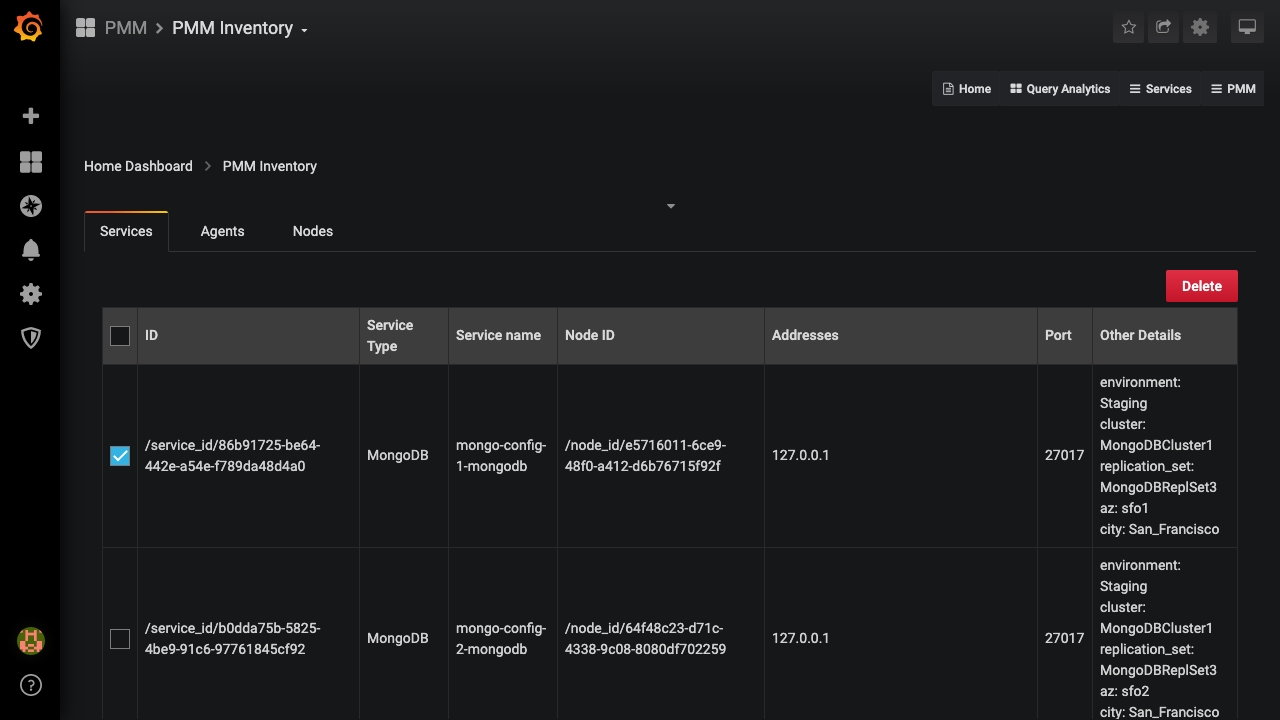 PMM > PMM Inventory
Home
Query Analytics
Services
PMM
Home Dashboard > PMM Inventory
Services
Agents
Nodes
Delete
ID
Service
Type
Service name
Node ID
Addresses
Port
Other Details
/service_id/86b91725-be64-
442e-a54e-f789da48d4a0
MongoDB
mongo-config-
1-mongodb
/node_id/e5716011-6ce9-
48f0-a412-d6b76715f92f
127.0.0.1
27017
environment:
Staging
cluster:
MongoDBCluster1
replication_set:
MongoDBReplSet3
az: sfo1
city: San_Francisco
/service_id/b0dda75b-5825-
4be9-91c6-97761845cf92
MongoDB
mongo-config-
2-mongodb
/node_id/64f48c23-d71c-
4338-9c08-8080df702259
127.0.0.1
27017
environment:
Staging
cluster:
MongoDBCluster1
replication_set:
MongoDBReplSet3
az: sfo2
city: San_Francisco